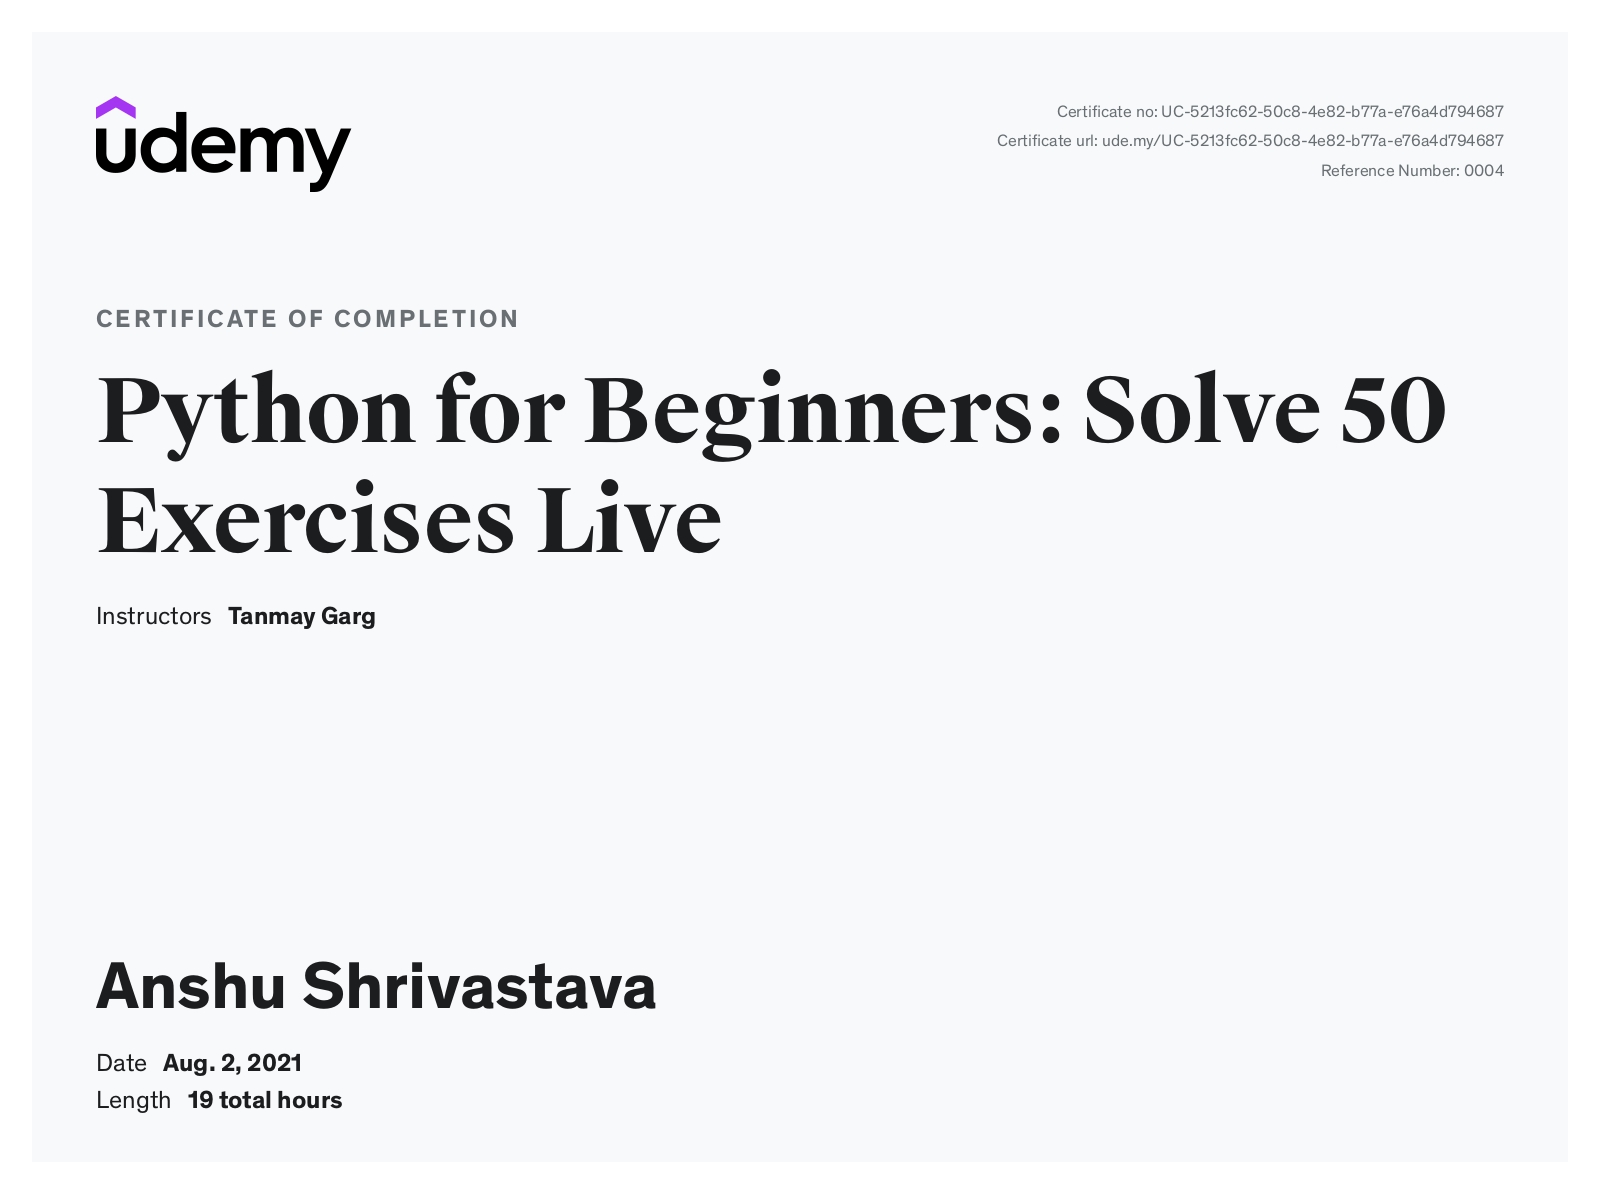 udemy
Certificate no: UC-5213fc62-50c8-4e82-b77a-e76a4d794687
Certificate url: ude.my/UC-5213fc62-50c8-4e82-b77a-e76a4d794687
Reference Number: 0004
CERTIFICATE OF COMPLETION
Python for Beginners: Solve 50
Exercises Live
Instructors Tanmay Garg
Anshu Shrivastava
Date Aug. 2, 2021
Length 19 total hours